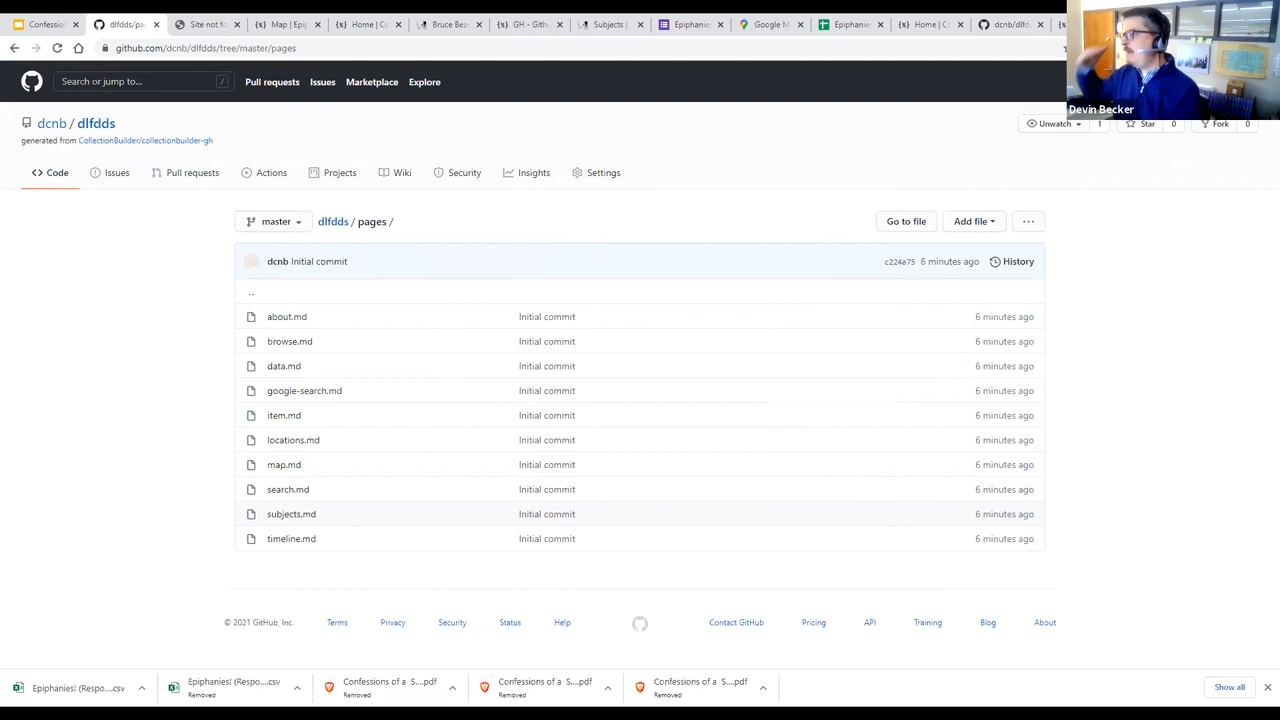 Confession
dlfdds/pag
Site not fo
Map | Epip
Home | Co
Bruce Bea
GH - Gith
Subjects |
Epiphanie
Google M
Epiphanie
Home | C
dcnb/dlfd
github.com/dcnb/dlfdds/tree/master/pages
Search or jump to...
/
Pull requests
Issues
Marketplace
Explore
Devin Becker
dcnb / dlfdds
Unwatch
1
Star
0
Fork
0
generated from CollectionBuilder/collectionbuilder-gh
Code
Issues
Pull requests
Actions
Projects
Wiki
Security
Insights
Settings
master
dlfdds / pages /
Go to file
Add file
...
dcnb Initial commit
c224a75 6 minutes ago
History
..
about.md Initial commit 6 minutes ago
browse.md Initial commit 6 minutes ago
data.md Initial commit 6 minutes ago
google-search.md Initial commit 6 minutes ago
item.md Initial commit 6 minutes ago
locations.md Initial commit 6 minutes ago
map.md Initial commit 6 minutes ago
search.md Initial commit 6 minutes ago
subjects.md Initial commit 6 minutes ago
timeline.md Initial commit 6 minutes ago
© 2021 GitHub, Inc.
Terms
Privacy
Security
Status
Help
Contact GitHub
Pricing
API
Training
Blog
About
Epiphanies! (Respo....csv
Epiphanies! (Respo....csv
Removed
Confessions of a S....pdf
Removed
Confessions of a S....pdf
Removed
Confessions of a S....pdf
Removed
Show all